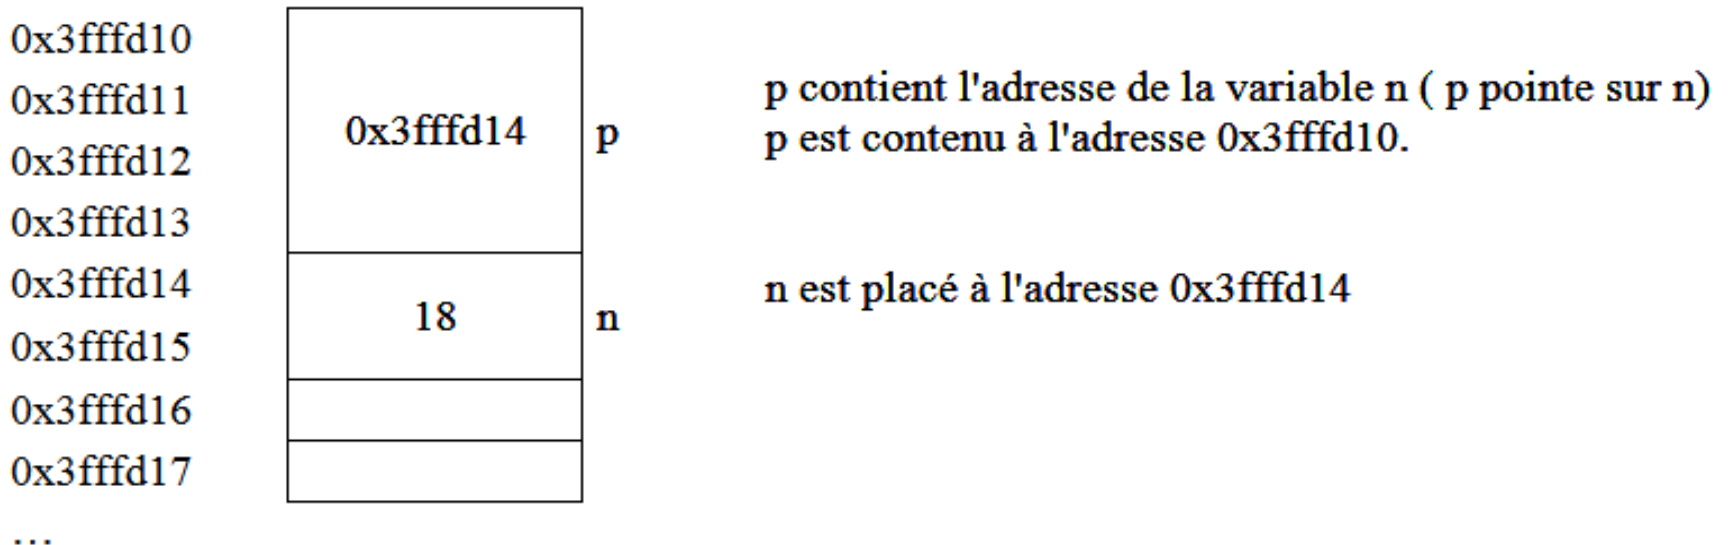 0x3fffd10
0x3fffd11
0x3fffd12
0x3fffd13
0x3fffd14
0x3fffd15
0x3fffd16
0x3fffd17
…
0x3fffd14 p
18 n
p contient l'adresse de la variable n ( p pointe sur n)
p est contenu à l'adresse 0x3fffd10.
n est placé à l'adresse 0x3fffd14